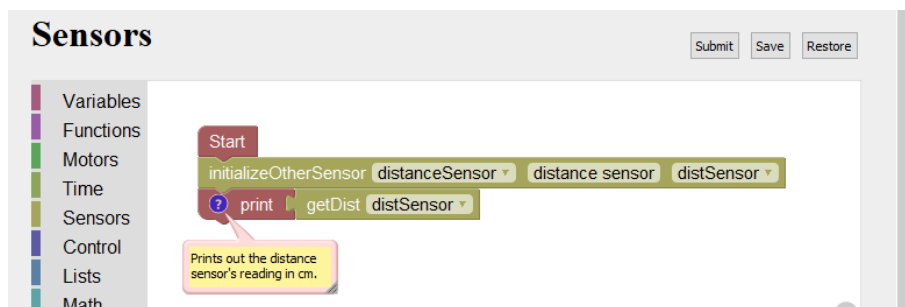 Sensors
Submit Save Restore
Variables
Functions
Motors
Time
Sensors
Control
Lists
Math
Start
initializeOtherSensor distanceSensor distance sensor distSensor
? print getDist distSensor
Prints out the distance
sensor's reading in cm.